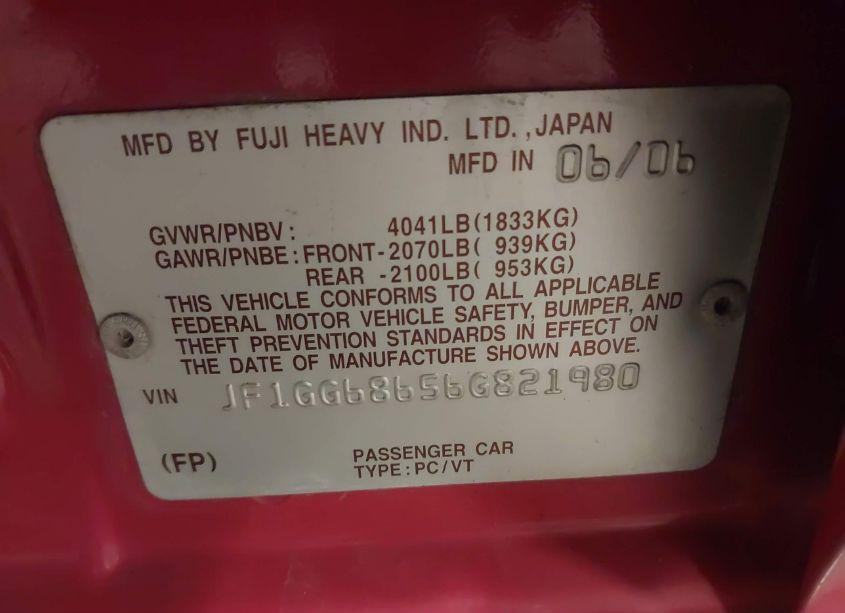 MFD BY FUJI HEAVY IND. LTD.,JAPAN
MFD IN 06/06
GVWR/PNBV: 4041LB(1833KG)
GAWR/PNBE:FRONT-2070LB( 939KG)
REAR -2100LB( 953KG)
THIS VEHICLE CONFORMS TO ALL APPLICABLE
FEDERAL MOTOR VEHICLE SAFETY, BUMPER, AND
THEFT PREVENTION STANDARDS IN EFFECT ON
THE DATE OF MANUFACTURE SHOWN ABOVE.
VIN JF1GG68656G821980
(FP) PASSENGER CAR
TYPE:PC/VT